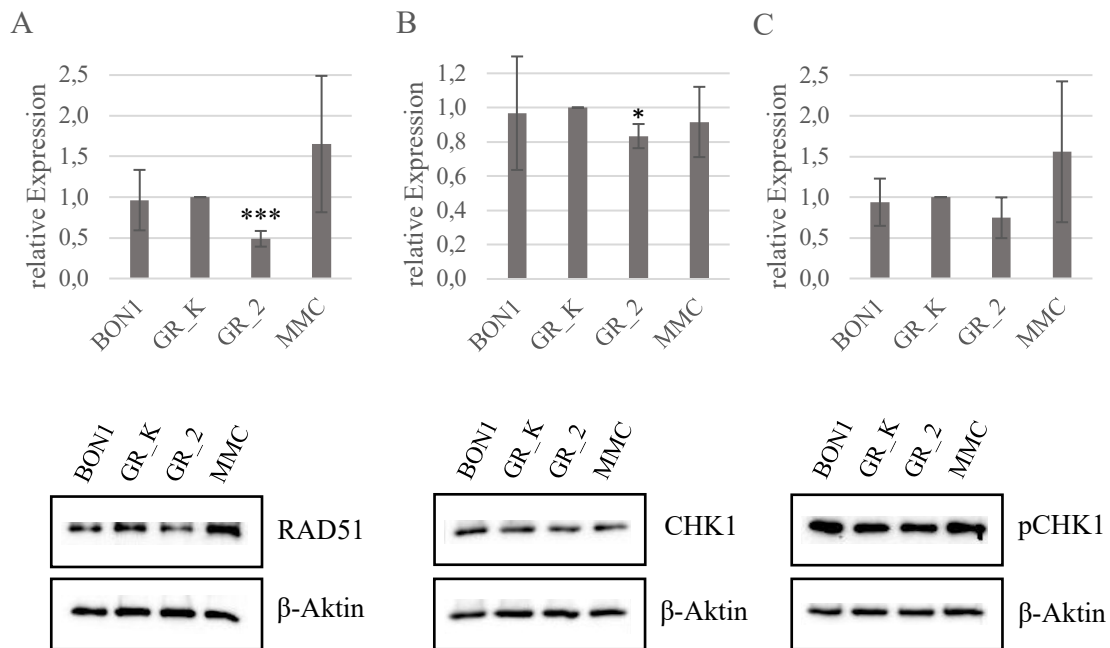 A
relative Expression
2,5
2,0
1,5
1,0
0,5
0,0
***
BON1
GR_K
GR_2
MMC
B
relative Expression
1,2
1,0
0,8
0,6
0,4
0,2
0,0
*
BON1
GR_K
GR_2
MMC
C
relative Expression
2,5
2,0
1,5
1,0
0,5
0,0
BON1
GR_K
GR_2
MMC
BON1
GR_K
GR_2
MMC
RAD51
β-Aktin
BON1
GR_K
GR_2
MMC
CHK1
β-Aktin
BON1
GR_K
GR_2
MMC
pCHK1
β-Aktin